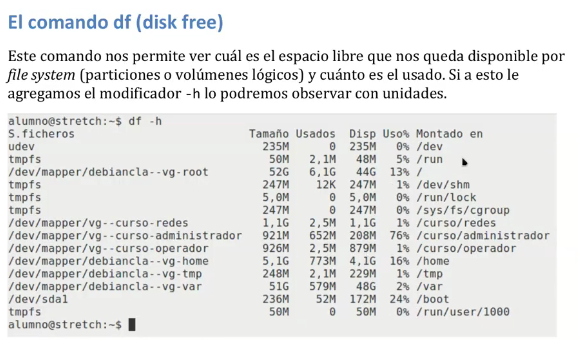 El comando df (disk free)
Este comando nos permite ver cuál es el espacio libre que nos queda disponible por
file system (particiones o volúmenes lógicos) y cuánto es el usado. Si a esto le
agregamos el modificador -h lo podremos observar con unidades.
alumno@stretch:~$ df -h
S.ficheros Tamaño Usados Disp Uso% Montado en
udev 235M 0 235M 0% /dev
tmpfs 50M 2,1M 48M 5% /run
/dev/mapper/debiancla--vg-root 52G 6,1G 44G 13% /
tmpfs 247M 12K 247M 1% /dev/shm
tmpfs 5,0M 0 5,0M 0% /run/lock
tmpfs 247M 0 247M 0% /sys/fs/cgroup
/dev/mapper/vg--curso-redes 1,1G 2,5M 1,1G 1% /curso/redes
/dev/mapper/vg--curso-administrador 921M 652M 208M 76% /curso/administrador
/dev/mapper/vg--curso-operador 926M 2,5M 879M 1% /curso/operador
/dev/mapper/debiancla--vg-home 5,1G 773M 4,1G 16% /home
/dev/mapper/debiancla--vg-tmp 248M 2,1M 229M 1% /tmp
/dev/mapper/debiancla--vg-var 51G 579M 48G 2% /var
/dev/sda1 236M 52M 172M 24% /boot
tmpfs 50M 0 50M 0% /run/user/1000
alumno@stretch:~$